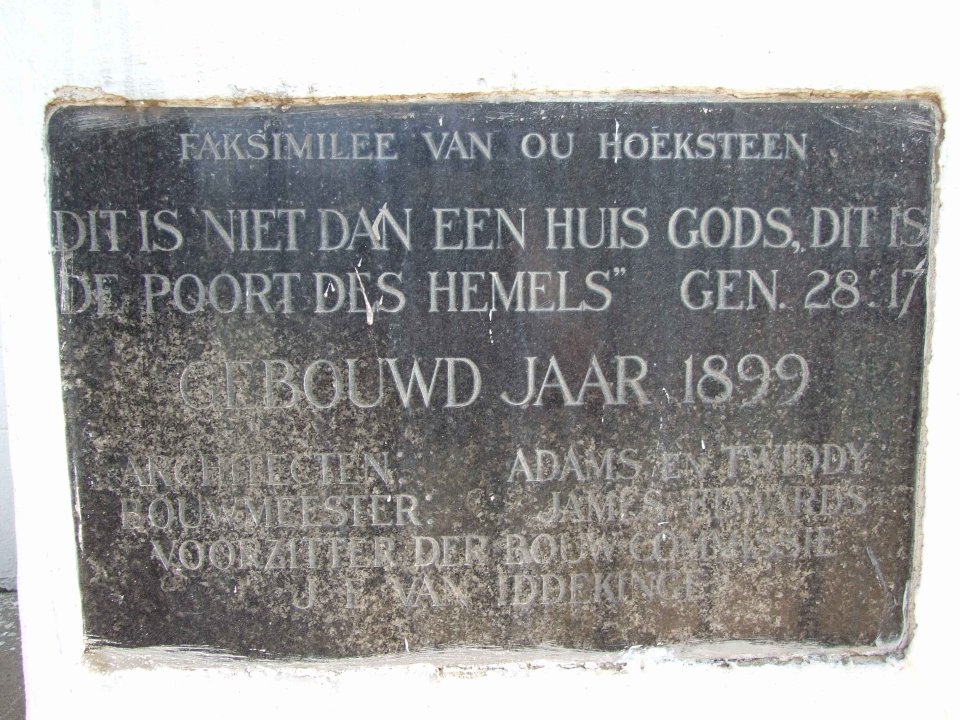 FAKSIMILEE VAN OU HOEKSTEEN
DIT IS "NIET DAN EEN HUIS GODS, DIT IS
DE POORT DES HEMELS" GEN. 28:17
GEBOUWD JAAR 1899
ARCHITECTEN: ADAMS EN TWIDDY
BOUWMEESTER: JAMES EDWARDS
VOORZITTER DER BOUW COMMISSIE
J E VAN IDDEKINGE